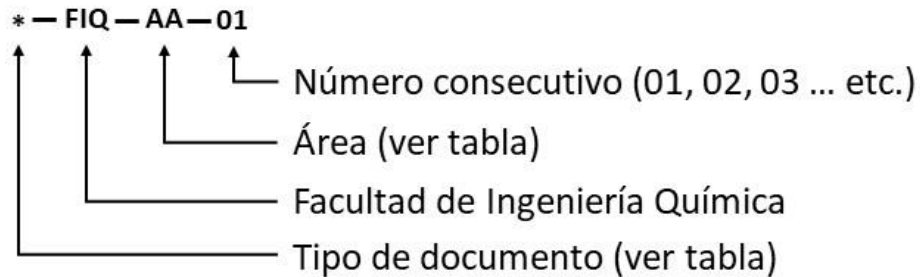 * — FIQ — AA — 01
Número consecutivo (01, 02, 03 ... etc.)
Área (ver tabla)
Facultad de Ingeniería Química
Tipo de documento (ver tabla)